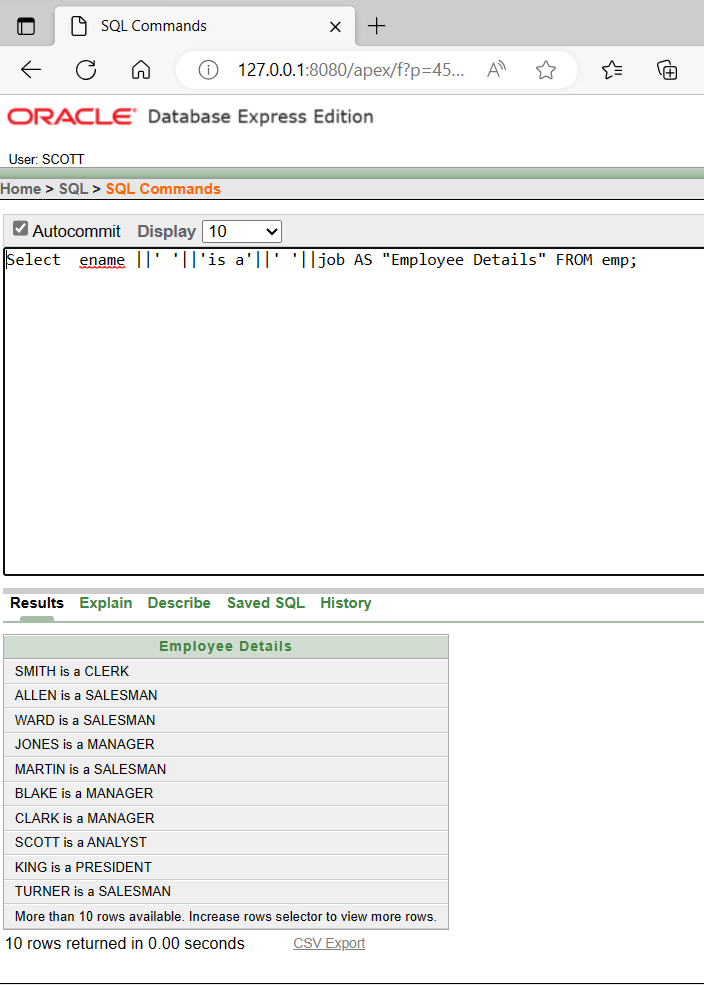 SQL Commands
127.0.0.1:8080/apex/f?p=45...
ORACLE® Database Express Edition
User: SCOTT
Home > SQL > SQL Commands
Autocommit Display 10
Select  ename ||' '||'is a'||' '||job AS "Employee Details" FROM emp;
Results Explain Describe Saved SQL History
Employee Details
SMITH is a CLERK
ALLEN is a SALESMAN
WARD is a SALESMAN
JONES is a MANAGER
MARTIN is a SALESMAN
BLAKE is a MANAGER
CLARK is a MANAGER
SCOTT is a ANALYST
KING is a PRESIDENT
TURNER is a SALESMAN
More than 10 rows available. Increase rows selector to view more rows.
10 rows returned in 0.00 seconds CSV Export